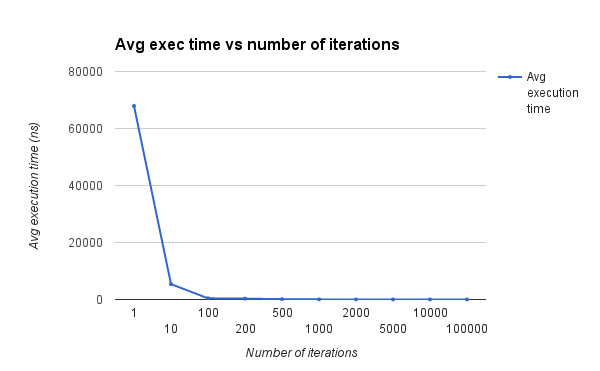 Avg exec time vs number of iterations
80000
60000
40000
20000
0
Avg execution time (ns)
Avg
execution
time
1 100 500 2000 10000
10 200 1000 5000 100000
Number of iterations